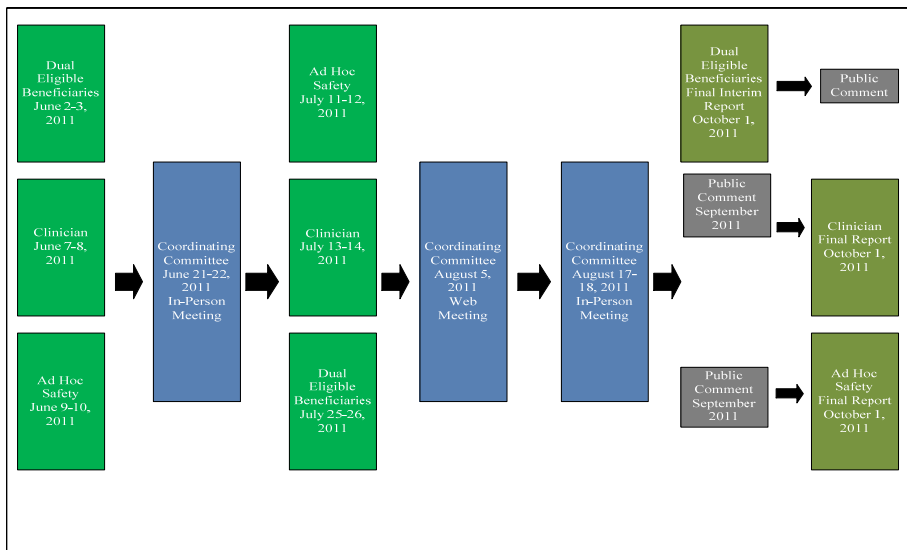 Dual
Eligible
Beneficiaries
June 2-3,
2011
Clinician
June 7-8,
2011
Ad Hoc
Safety
June 9-10,
2011
Coordinating
Committee
June 21-22,
2011
In-Person
Meeting
Ad Hoc
Safety
July 11-12,
2011
Clinician
July 13-14,
2011
Dual
Eligible
Beneficiaries
July 25-26,
2011
Coordinating
Committee
August 5,
2011
Web
Meeting
Coordinating
Committee
August 17-
18, 2011
In-Person
Meeting
Dual
Eligible
Beneficiaries
Final Interim
Report
October 1,
2011
Public
Comment
Public
Comment
September
2011
Clinician
Final Report
October 1,
2011
Public
Comment
September
2011
Ad Hoc
Safety
Final Report
October 1,
2011